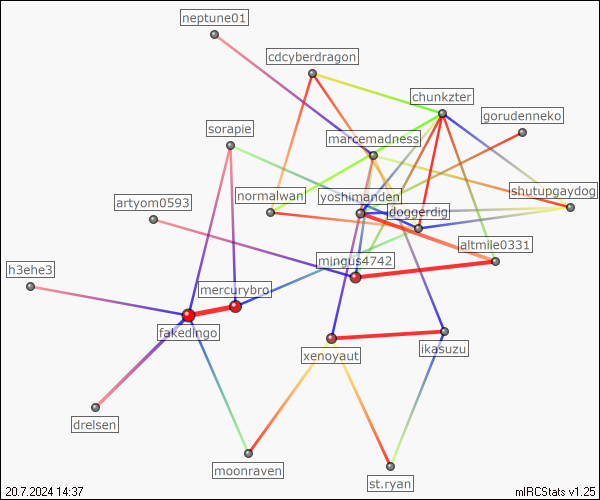 neptune01
cdcyberdragon
chunkzter
gorudenneko
sorapie
marcemadness
shutupgaydog
artyom0593
normalwan
yoshimanden
doggerdig
altmile0331
mingus4742
h3ehe3
mercurybro
fakedingo
xenoyaut
ikasuzu
drelsen
moonraven
st.ryan
20.7.2024 14:37
mIRCStats v1.25